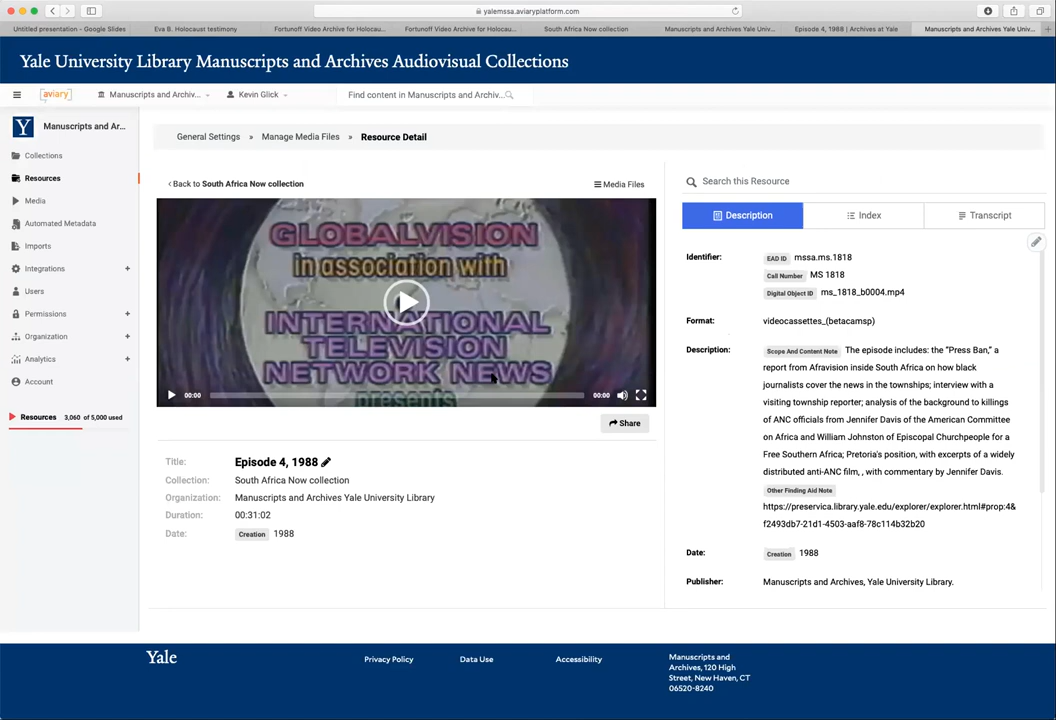 yalemssa.aviaryplatform.com
Untitled presentation - Google Slides
Eva B. Holocaust testimony
Fortunoff Video Archive for Holocau...
Fortunoff Video Archive for Holocau...
South Africa Now collection
Manuscripts and Archives Yale Univ...
Episode 4, 1988 | Archives at Yale
Manuscripts and Archives Yale Univ...
Yale University Library Manuscripts and Archives Audiovisual Collections
aviary
Manuscripts and Archiv...
Kevin Glick
Find content in Manuscripts and Archiv...
Y
Manuscripts and Ar...
Collections
Resources
Media
Automated Metadata
Imports
Integrations +
Users
Permissions +
Organization +
Analytics +
Account
Resources 3,060 of 5,000 used
General Settings » Manage Media Files » Resource Detail
‹ Back to South Africa Now collection
Media Files
GLOBALVISION
in association with
INTERNATIONAL
TELEVISION
NETWORK NEWS
presents
00:00
00:00
Share
Title: Episode 4, 1988
Collection: South Africa Now collection
Organization: Manuscripts and Archives Yale University Library
Duration: 00:31:02
Date: Creation 1988
Search this Resource
Description
Index
Transcript
Identifier: EAD ID mssa.ms.1818
Call Number MS 1818
Digital Object ID ms_1818_b0004.mp4
Format: videocassettes_(betacamsp)
Description: Scope And Content Note The episode includes: the "Press Ban," a
report from Afravision inside South Africa on how black
journalists cover the news in the townships; interview with a
visiting township reporter; analysis of the background to killings
of ANC officials from Jennifer Davis of the American Committee
on Africa and William Johnston of Episcopal Churchpeople for a
Free Southern Africa; Pretoria's position, with excerpts of a widely
distributed anti-ANC film, , with commentary by Jennifer Davis.
Other Finding Aid Note
https://preservica.library.yale.edu/explorer/explorer.html#prop:4&
f2493db7-21d1-4503-aaf8-78c114b32b20
Date: Creation 1988
Publisher: Manuscripts and Archives, Yale University Library.
Yale
Privacy Policy
Data Use
Accessibility
Manuscripts and
Archives, 120 High
Street, New Haven, CT
06520-8240